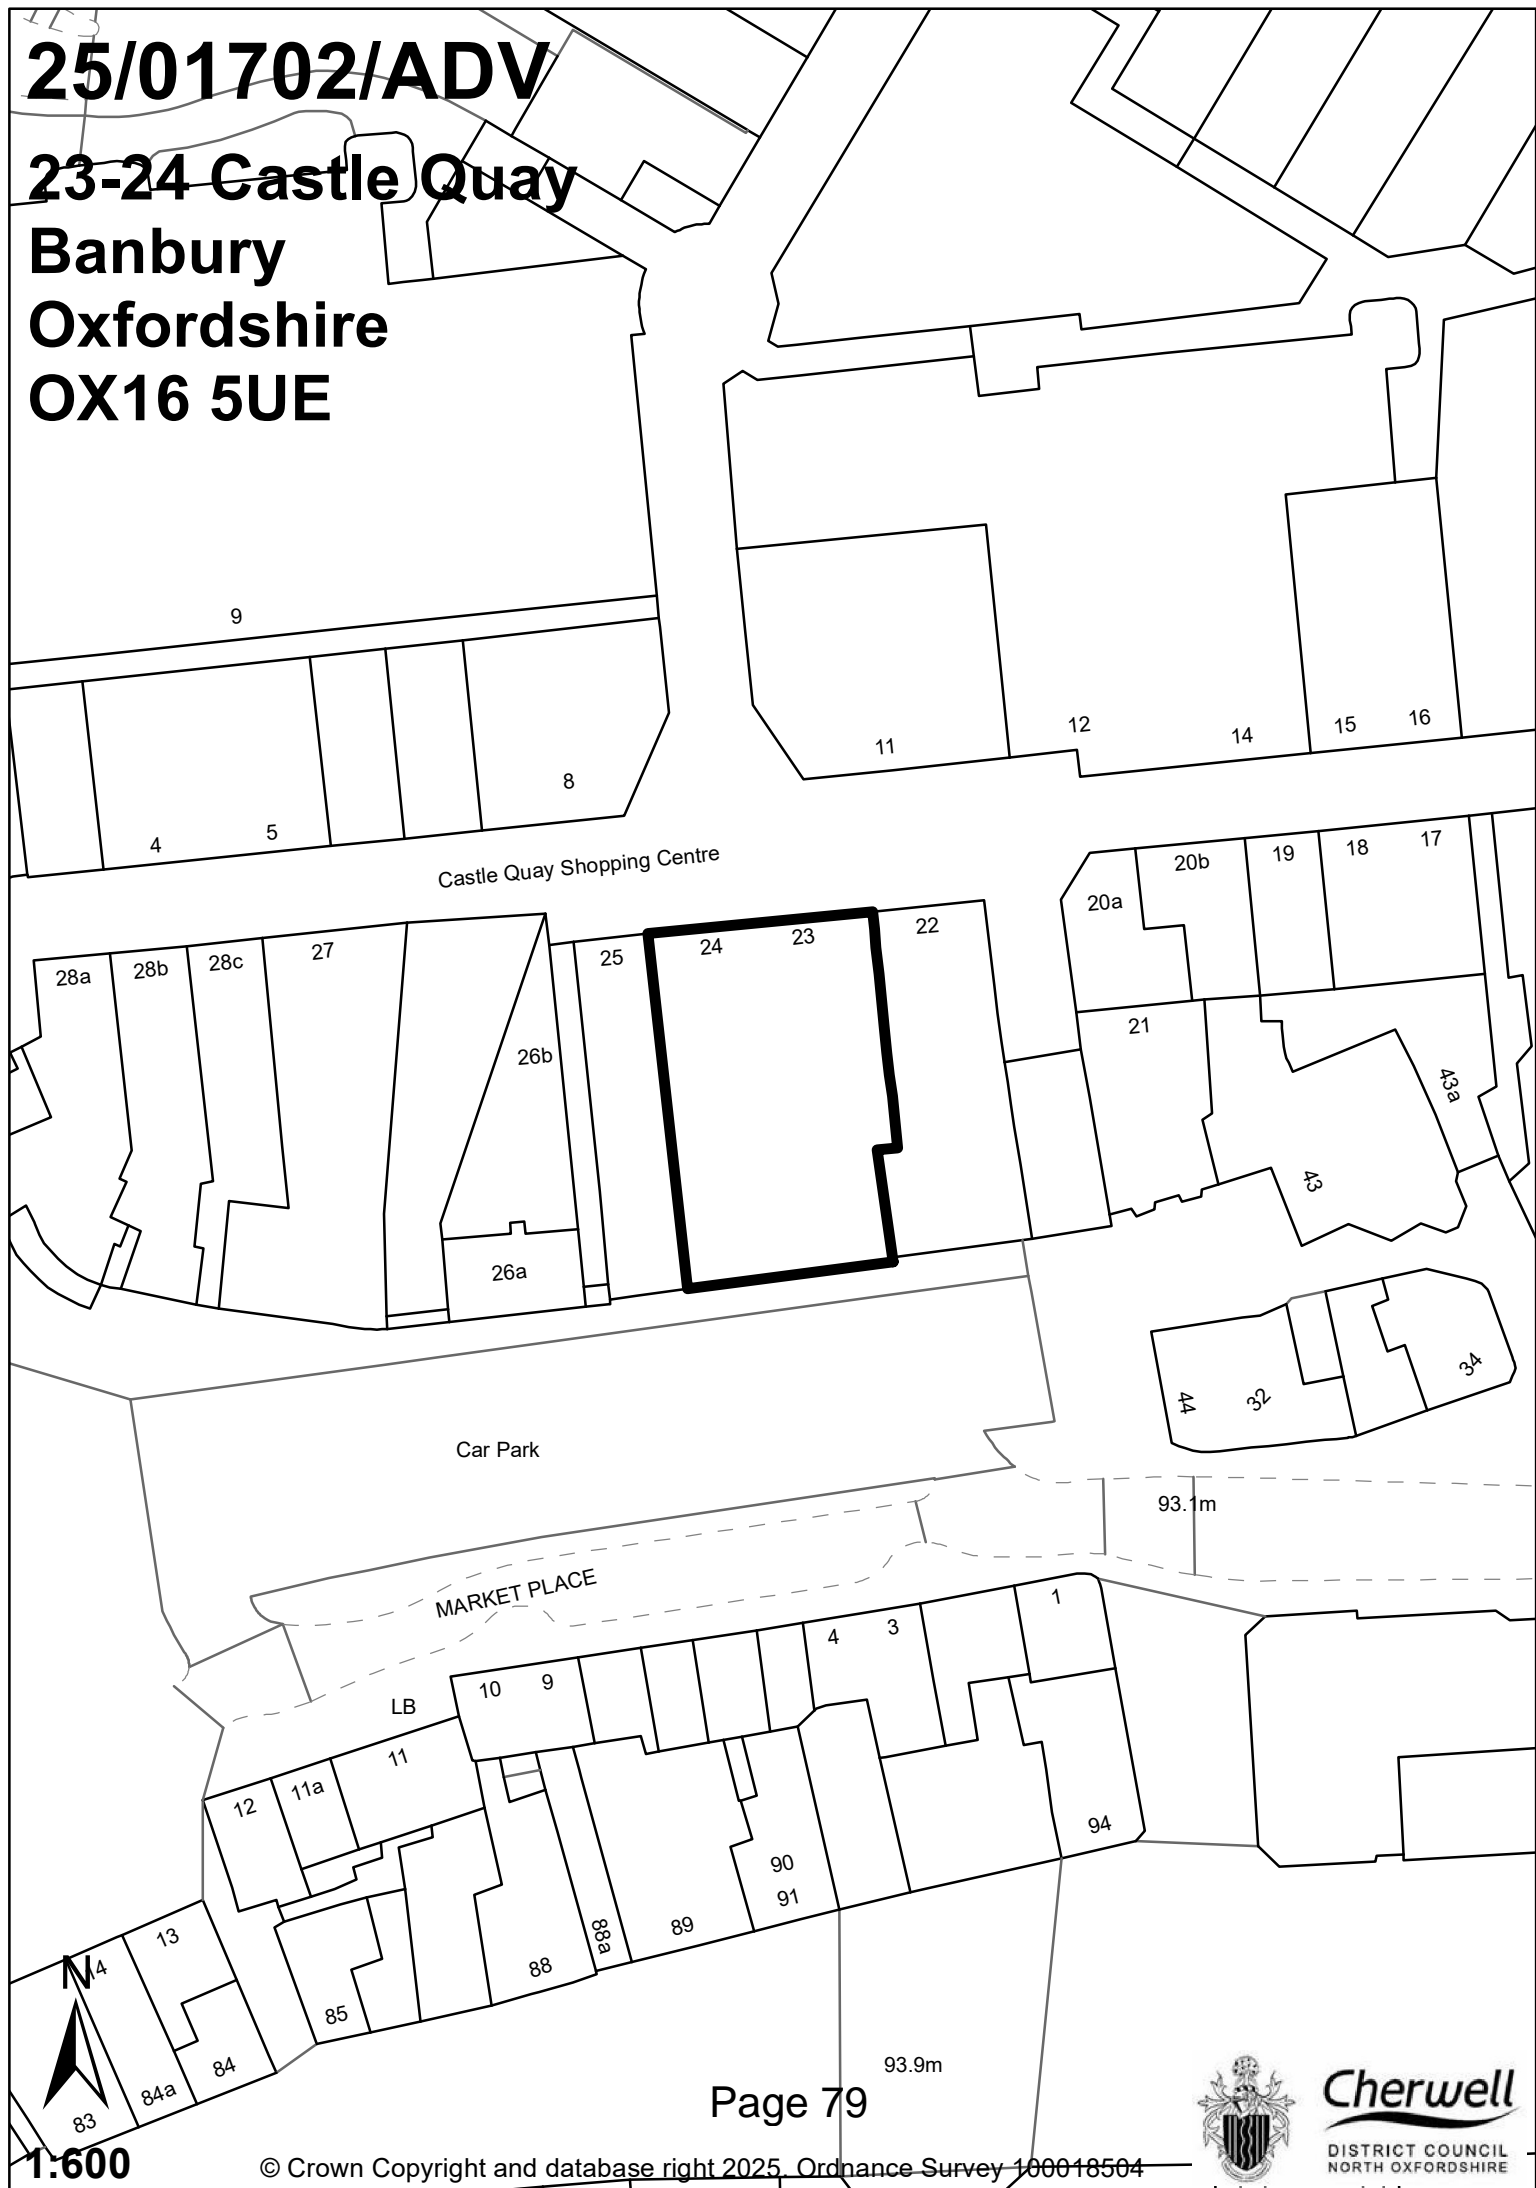 25/01702/ADV
23-24 Castle Quay
Banbury
Oxfordshire
OX16 5UE
9
8
4
5
11
12
14
15
16
Castle Quay Shopping Centre
28a
28b
28c
27
26b
26a
25
24
23
22
20a
20b
19
18
17
21
43a
43
44
32
34
Car Park
93.1m
MARKET PLACE
LB
10
9
4
3
1
12
11a
11
94
90
91
89
88a
88
85
13
14
84
84a
83
N
93.9m
Page 79
1:600
© Crown Copyright and database right 2025. Ordnance Survey 100018504
Cherwell
DISTRICT COUNCIL
NORTH OXFORDSHIRE